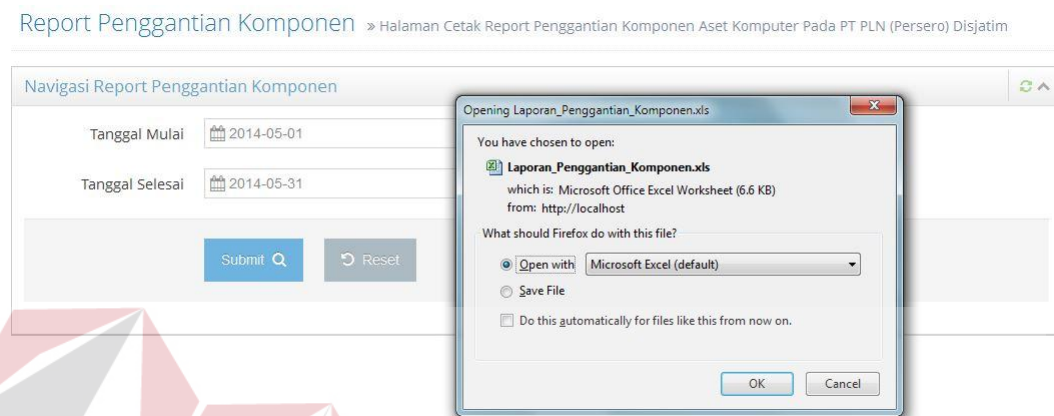 Report Penggantian Komponen » Halaman Cetak Report Penggantian Komponen Aset Komputer Pada PT PLN (Persero) Disjatim
Navigasi Report Penggantian Komponen
Tanggal Mulai 2014-05-01
Tanggal Selesai 2014-05-31
Submit Reset
Opening Laporan_Penggantian_Komponen.xls
You have chosen to open:
Laporan_Penggantian_Komponen.xls
which is: Microsoft Office Excel Worksheet (6.6 KB)
from: http://localhost
What should Firefox do with this file?
Open with Microsoft Excel (default)
Save File
Do this automatically for files like this from now on.
OK Cancel